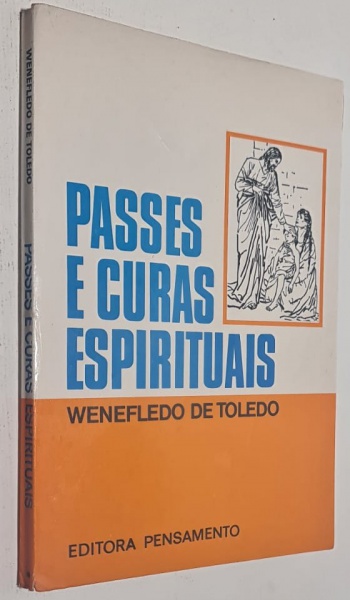 WENEFLEDO DE TOLEDO
PASSES E CURAS ESPIRITUAIS
PASSES
E CURAS
ESPIRITUAIS
WENEFLEDO DE TOLEDO
EDITORA PENSAMENTO